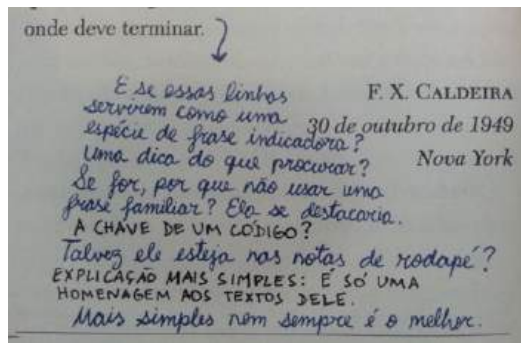 onde deve terminar.
E se essas linhas
servirem como uma
espécie de frase indicadora?
Uma dica do que procurar?
Se for, por que não usar uma
frase familiar? Ela se destacaria.
A CHAVE DE UM CÓDIGO?
Talvez ele esteja nas notas de rodapé?
EXPLICAÇÃO MAIS SIMPLES: É SÓ UMA
HOMENAGEM AOS TEXTOS DELE.
Mais simples nem sempre é o melhor.
F. X. CALDEIRA
30 de outubro de 1949
Nova York